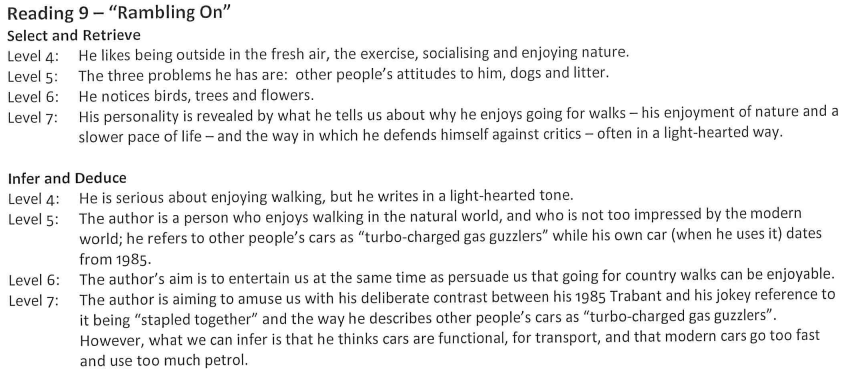 Reading 9 – “Rambling On”
Select and Retrieve
Level 4: He likes being outside in the fresh air, the exercise, socialising and enjoying nature.
Level 5: The three problems he has are: other people’s attitudes to him, dogs and litter.
Level 6: He notices birds, trees and flowers.
Level 7: His personality is revealed by what he tells us about why he enjoys going for walks – his enjoyment of nature and a
slower pace of life – and the way in which he defends himself against critics – often in a light-hearted way.
Infer and Deduce
Level 4: He is serious about enjoying walking, but he writes in a light-hearted tone.
Level 5: The author is a person who enjoys walking in the natural world, and who is not too impressed by the modern
world; he refers to other people’s cars as “turbo-charged gas guzzlers” while his own car (when he uses it) dates
from 1985.
Level 6: The author’s aim is to entertain us at the same time as persuade us that going for country walks can be enjoyable.
Level 7: The author is aiming to amuse us with his deliberate contrast between his 1985 Trabant and his jokey reference to
it being “stapled together” and the way he describes other people’s cars as “turbo-charged gas guzzlers”.
However, what we can infer is that he thinks cars are functional, for transport, and that modern cars go too fast
and use too much petrol.